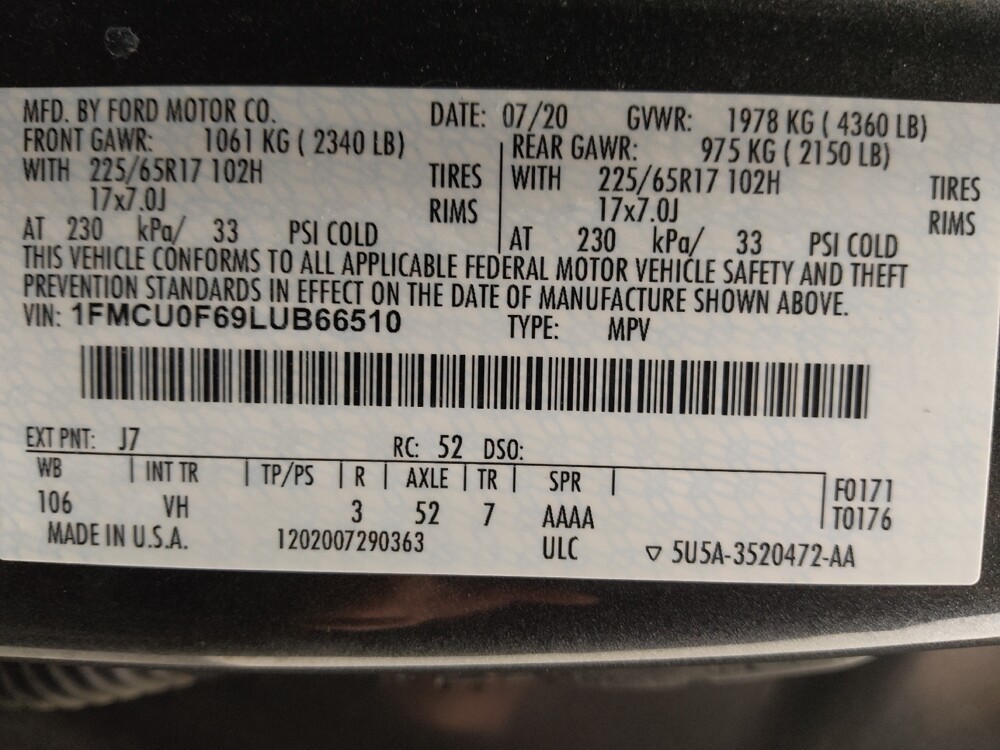 MFD. BY FORD MOTOR CO. DATE: 07/20 GVWR: 1978 KG ( 4360 LB)
FRONT GAWR: 1061 KG ( 2340 LB) REAR GAWR: 975 KG ( 2150 LB)
WITH 225/65R17 102H TIRES WITH 225/65R17 102H TIRES
17x7.0J RIMS 17x7.0J RIMS
AT 230 kPa/ 33 PSI COLD AT 230 kPa/ 33 PSI COLD
THIS VEHICLE CONFORMS TO ALL APPLICABLE FEDERAL MOTOR VEHICLE SAFETY AND THEFT
PREVENTION STANDARDS IN EFFECT ON THE DATE OF MANUFACTURE SHOWN ABOVE.
VIN: 1FMCU0F69LUB66510 TYPE: MPV
EXT PNT: J7 RC: 52 DSO:
WB | INT TR | TP/PS | R | AXLE | TR | SPR | F0171
106 VH 3 52 7 AAAA T0176
MADE IN U.S.A. 1202007290363 ULC ▽ 5U5A-3520472-AA